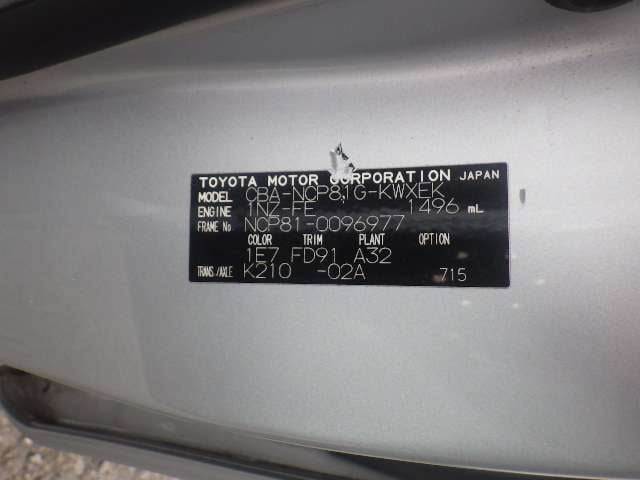 TOYOTA MOTOR CORPORATION JAPAN
MODEL CBA-NCP81G-KWXEK
ENGINE 1NZ-FE 1496 mL
FRAME No. NCP81-0096977
COLOR TRIM PLANT OPTION
1E7 FD91 A32
TRANS./AXLE K210 -02A 715